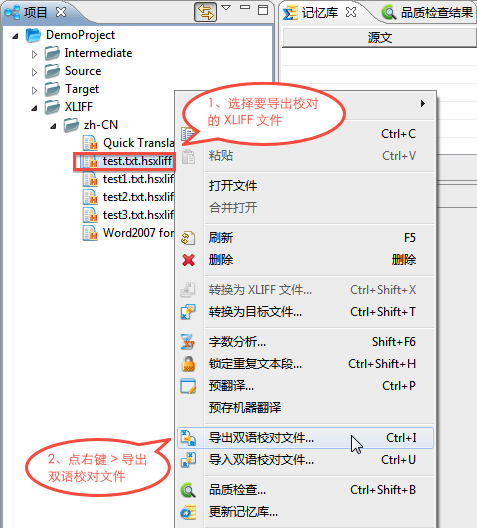 项目
记忆库
品质检查结果
源文
DemoProject
Intermediate
Source
Target
XLIFF
zh-CN
Quick Transla
test.txt.hsxliff
test1.txt.hsxlif
test2.txt.hsxlif
test3.txt.hsxlif
Word2007 for
1、选择要导出校对
的 XLIFF 文件
Ctrl+C
粘贴 Ctrl+V
打开文件
合并打开
刷新 F5
删除 删除
转换为 XLIFF 文件... Ctrl+Shift+X
转换为目标文件... Ctrl+Shift+T
字数分析... Shift+F6
锁定重复文本段... Ctrl+Shift+H
预翻译... Ctrl+P
预存机器翻译
导出双语校对文件... Ctrl+I
导入双语校对文件... Ctrl+U
品质检查... Ctrl+Shift+B
更新记忆库...
2、点右键 > 导出
双语校对文件